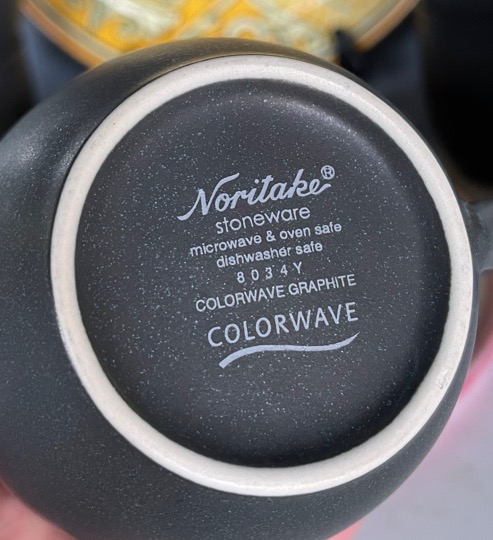 Noritake®
stoneware
microwave & oven safe
dishwasher safe
8034Y
COLORWAVE GRAPHITE
COLORWAVE